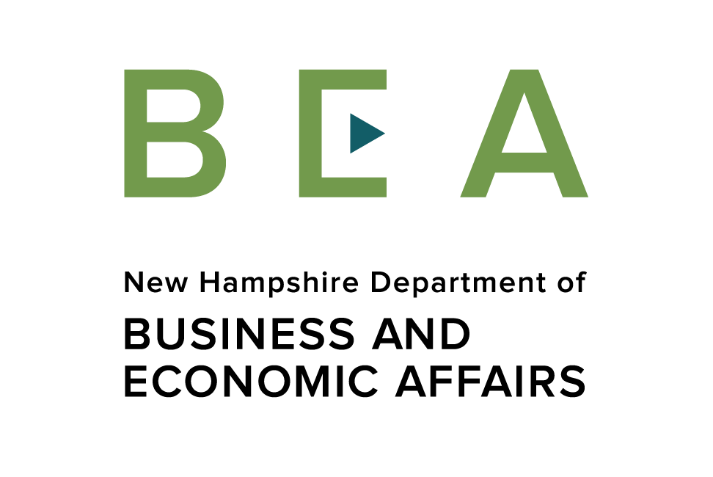 BEA
New Hampshire Department of
BUSINESS AND
ECONOMIC AFFAIRS